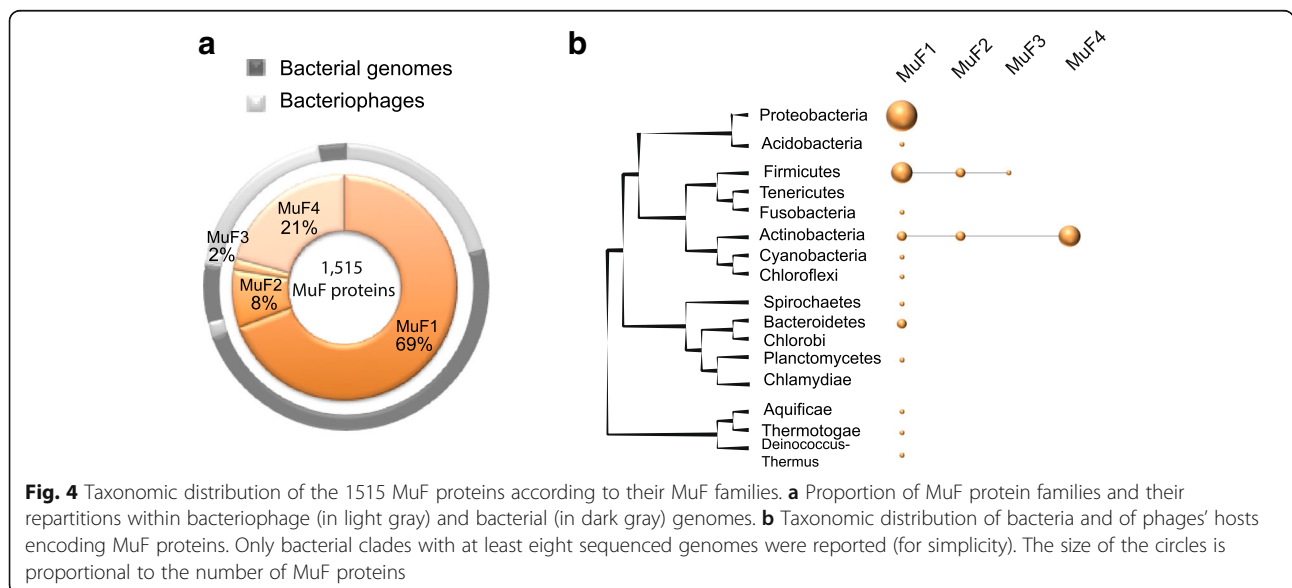 a
Bacterial genomes
Bacteriophages
MuF4
21%
MuF3
2%
MuF2
8%
1,515
MuF proteins
MuF1
69%
b
MuF1
MuF2
MuF3
MuF4
Proteobacteria
Acidobacteria
Firmicutes
Tenericutes
Fusobacteria
Actinobacteria
Cyanobacteria
Chloroflexi
Spirochaetes
Bacteroidetes
Chlorobi
Planctomycetes
Chlamydiae
Aquificae
Thermotogae
Deinococcus-
Thermus
Fig. 4 Taxonomic distribution of the 1515 MuF proteins according to their MuF families. a Proportion of MuF protein families and their
repartitions within bacteriophage (in light gray) and bacterial (in dark gray) genomes. b Taxonomic distribution of bacteria and of phages’ hosts
encoding MuF proteins. Only bacterial clades with at least eight sequenced genomes were reported (for simplicity). The size of the circles is
proportional to the number of MuF proteins